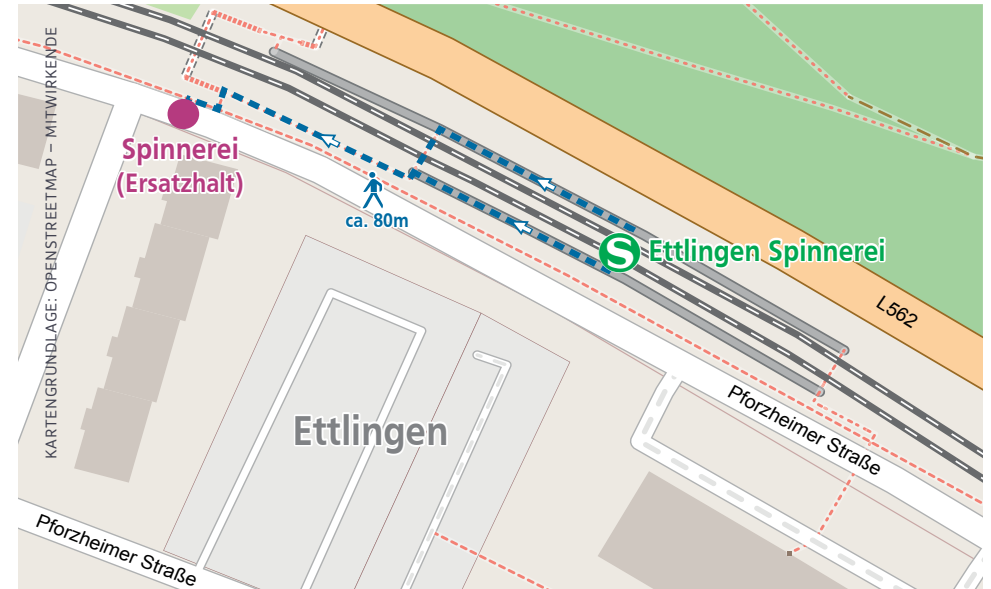 KARTENGRUNDLAGE: OPENSTREETMAP – MITWIRKENDE
Spinnerei
(Ersatzhalt)
ca. 80m
S
Ettlingen Spinnerei
L562
Pforzheimer Straße
Ettlingen
Pforzheimer Straße